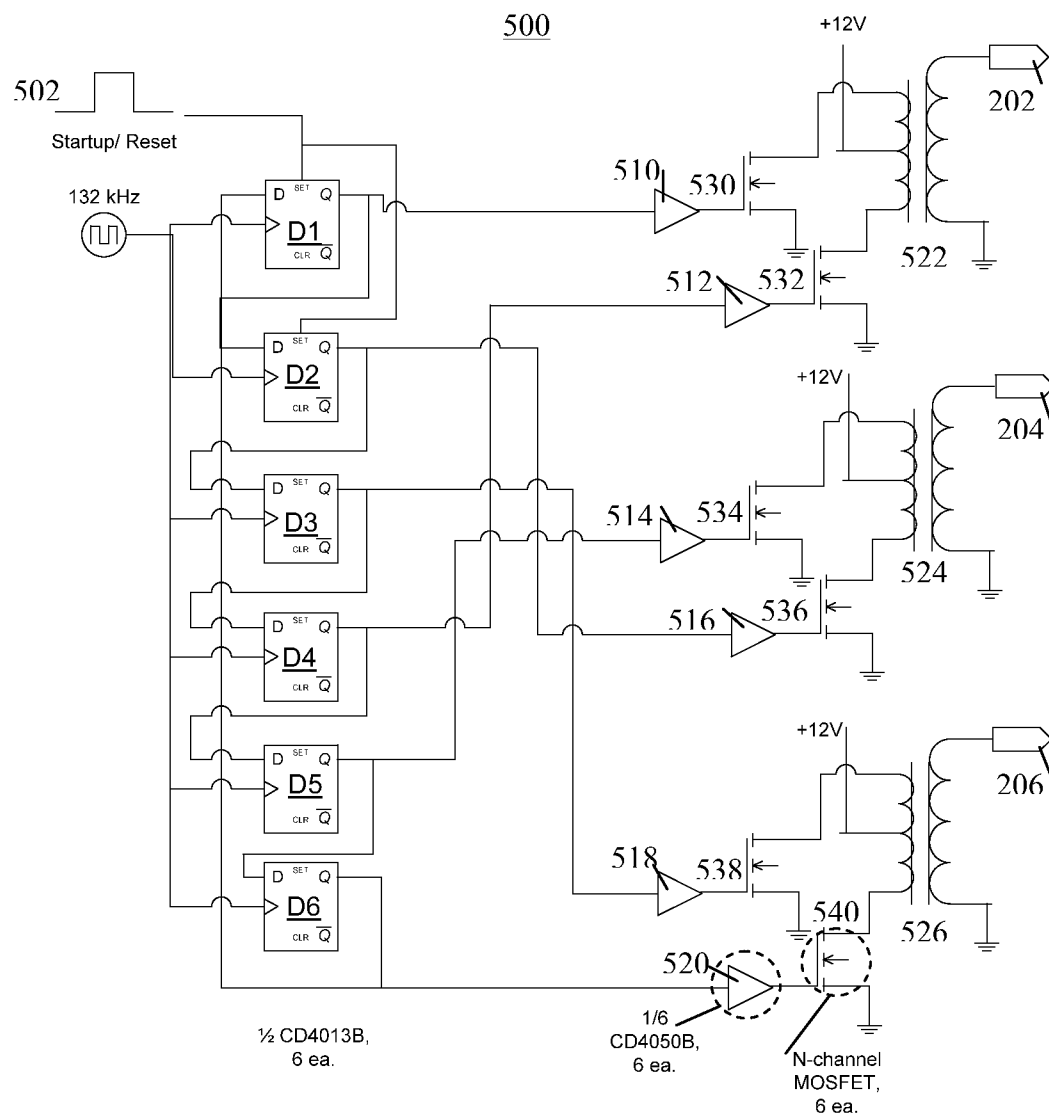 500
+12V
202
502
Startup/ Reset
132 kHz
D SET Q
D1
CLR Q̅
510
530
522
512
532
D SET Q
D2
CLR Q̅
+12V
204
D SET Q
D3
CLR Q̅
514
534
524
516
536
D SET Q
D4
CLR Q̅
+12V
206
D SET Q
D5
CLR Q̅
518
538
526
D SET Q
D6
CLR Q̅
540
520
½ CD4013B,
6 ea.
1/6
CD4050B,
6 ea.
N-channel
MOSFET,
6 ea.